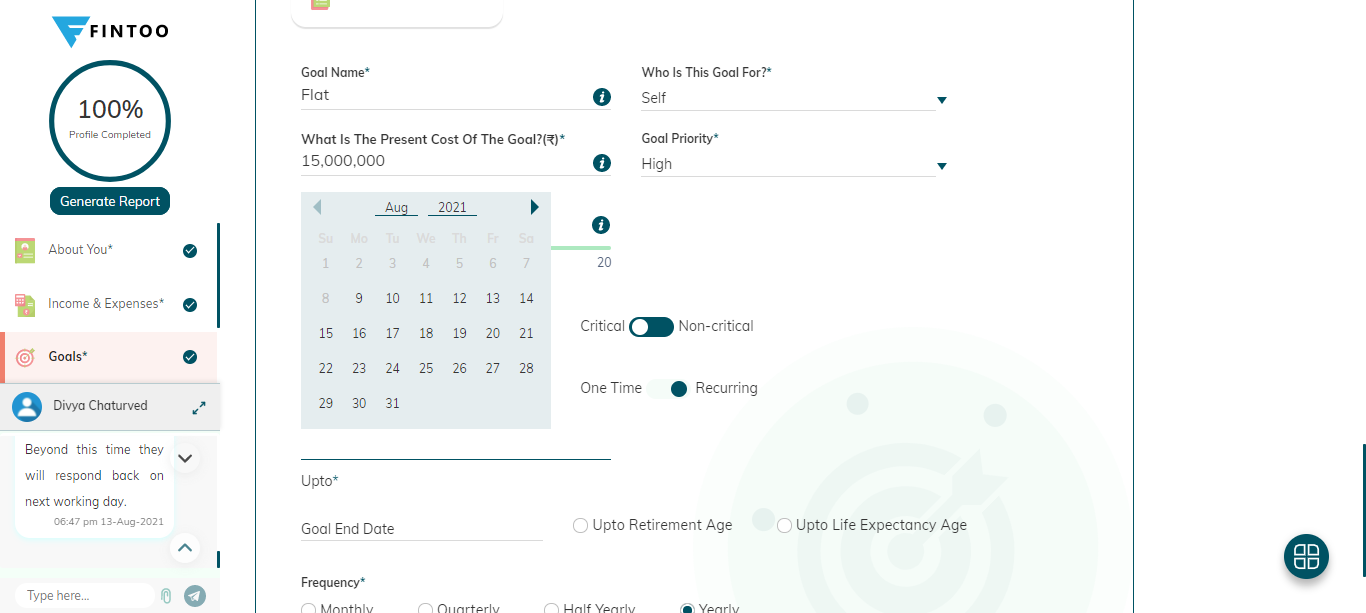 FINTOO
100%
Profile Completed
Generate Report
About You*
Income & Expenses*
Goals*
Divya Chaturved
Beyond this time they
will respond back on
next working day.
06:47 pm 13-Aug-2021
Type here...
Goal Name*
Flat
Who Is This Goal For?*
Self
What Is The Present Cost Of The Goal?(₹)*
15,000,000
Goal Priority*
High
Aug 2021
Su Mo Tu We Th Fr Sa
1 2 3 4 5 6 7
8 9 10 11 12 13 14
15 16 17 18 19 20 21
22 23 24 25 26 27 28
29 30 31
20
Critical Non-critical
One Time Recurring
Upto*
Goal End Date
Upto Retirement Age Upto Life Expectancy Age
Frequency*
Monthly Quarterly Half Yearly Yearly